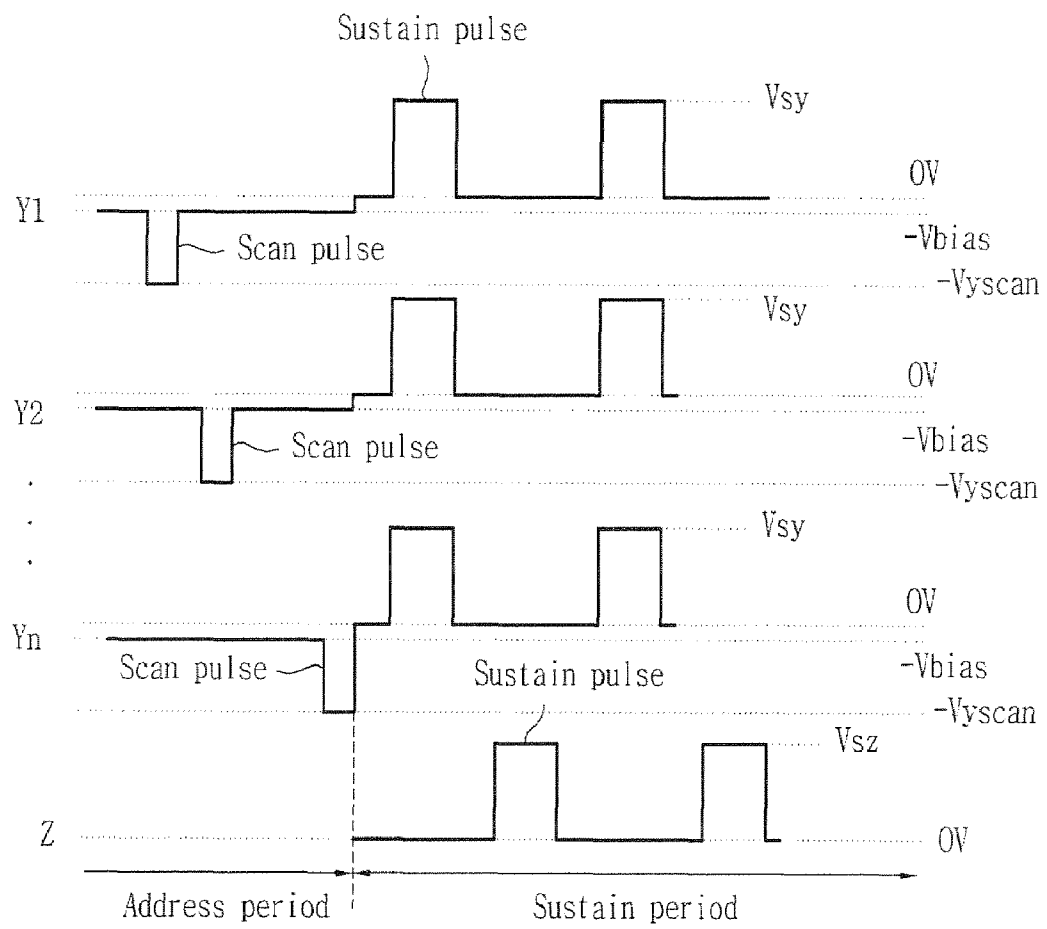 Sustain pulse
Vsy
0V
Y1
-Vbias
Scan pulse
-Vyscan
Vsy
0V
Y2
-Vbias
Scan pulse
-Vyscan
.
.
.
Vsy
0V
Yn
-Vbias
Scan pulse
Sustain pulse
-Vyscan
Vsz
Z
0V
Address period
Sustain period